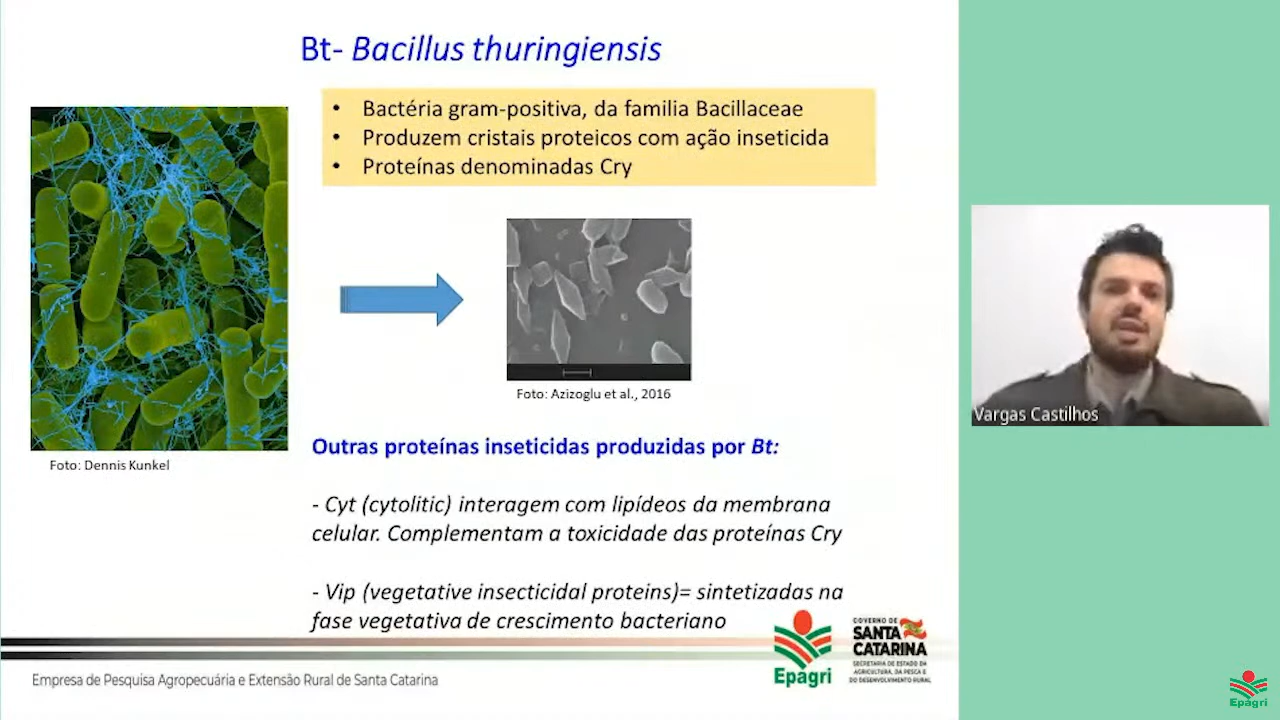 Bt- Bacillus thuringiensis
• Bactéria gram-positiva, da familia Bacillaceae
• Produzem cristais proteicos com ação inseticida
• Proteínas denominadas Cry
Foto: Azizoglu et al., 2016
Foto: Dennis Kunkel
Outras proteínas inseticidas produzidas por Bt:
- Cyt (cytolitic) interagem com lipídeos da membrana
celular. Complementam a toxicidade das proteínas Cry
- Vip (vegetative insecticidal proteins)= sintetizadas na
fase vegetativa de crescimento bacteriano
Empresa de Pesquisa Agropecuária e Extensão Rural de Santa Catarina
Epagri
GOVERNO DE
SANTA
CATARINA
SECRETARIA DE ESTADO DA
AGRICULTURA, DA PESCA E
DO DESENVOLVIMENTO RURAL
Vargas Castilhos
Epagri